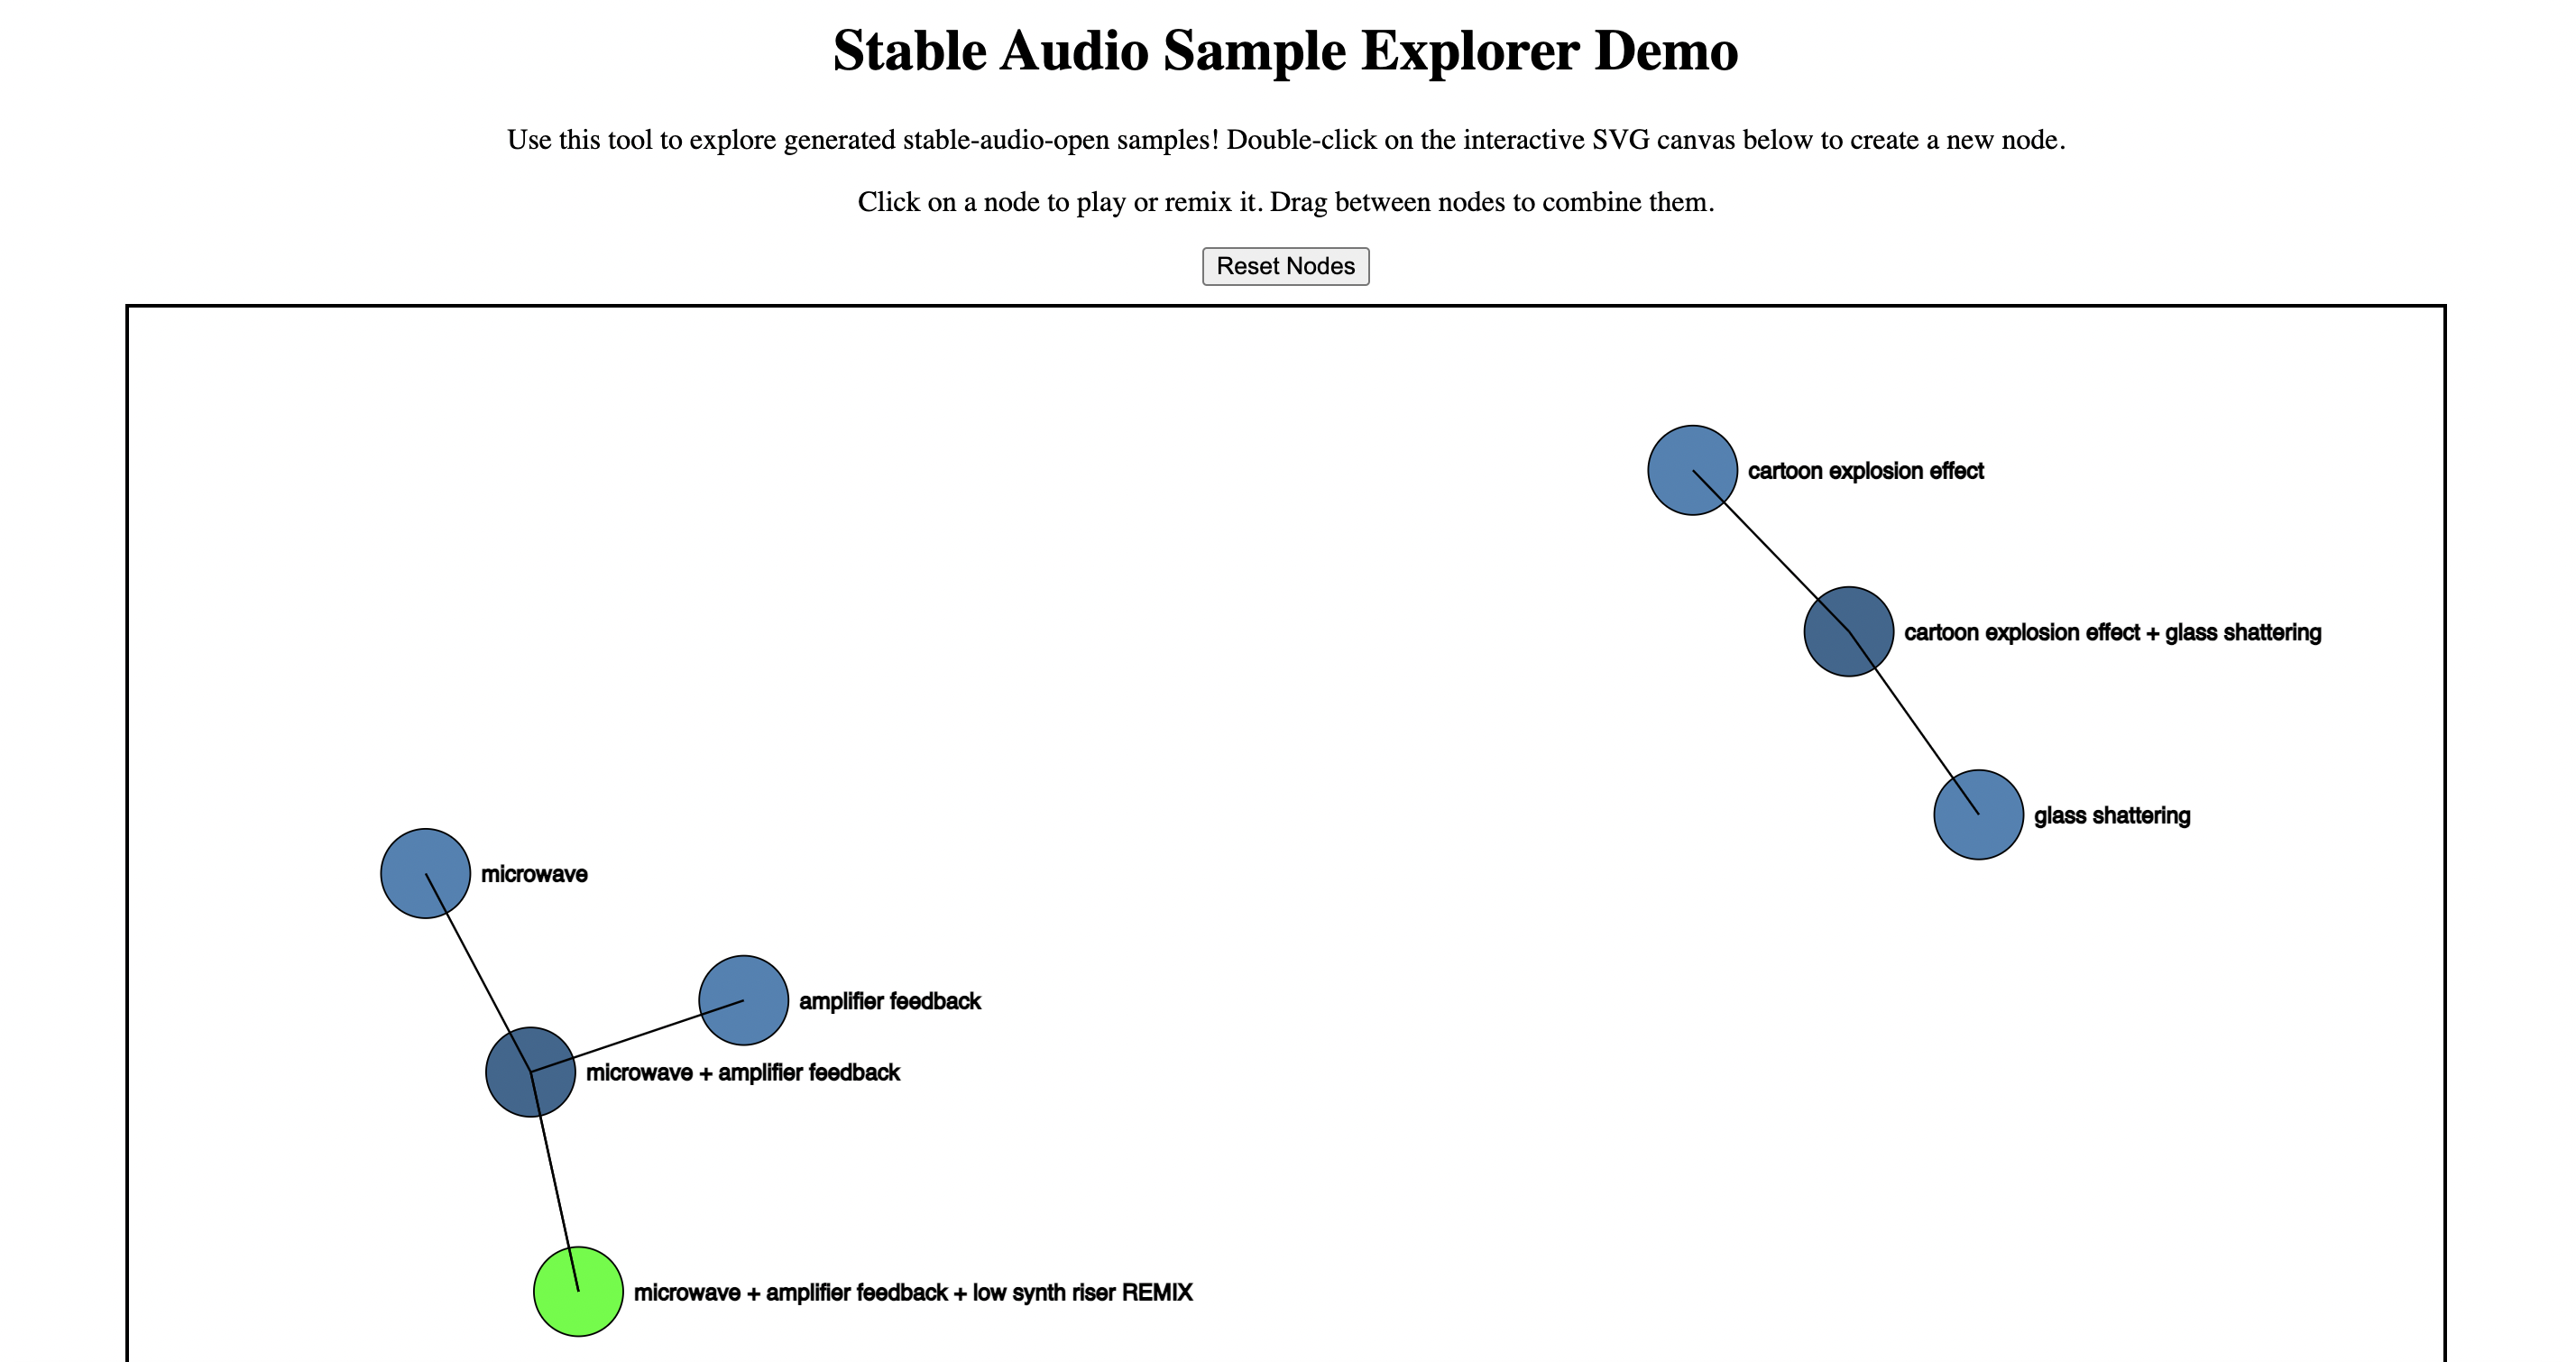 Stable Audio Sample Explorer Demo
Use this tool to explore generated stable-audio-open samples! Double-click on the interactive SVG canvas below to create a new node.
Click on a node to play or remix it. Drag between nodes to combine them.
Reset Nodes
cartoon explosion effect
cartoon explosion effect + glass shattering
glass shattering
microwave
amplifier feedback
microwave + amplifier feedback
microwave + amplifier feedback + low synth riser REMIX